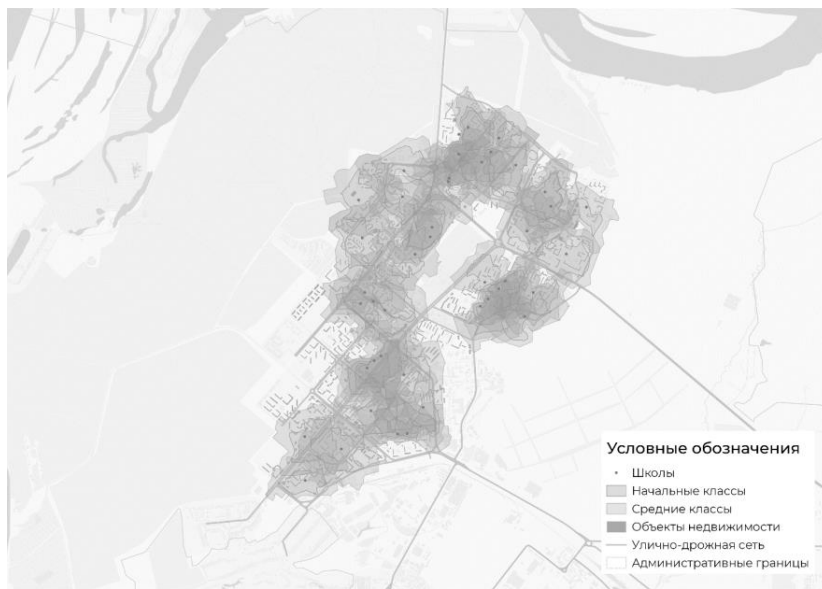 Условные обозначения
Школы
Начальные классы
Средние классы
Объекты недвижимости
Улично-дрожная сеть
Административные границы